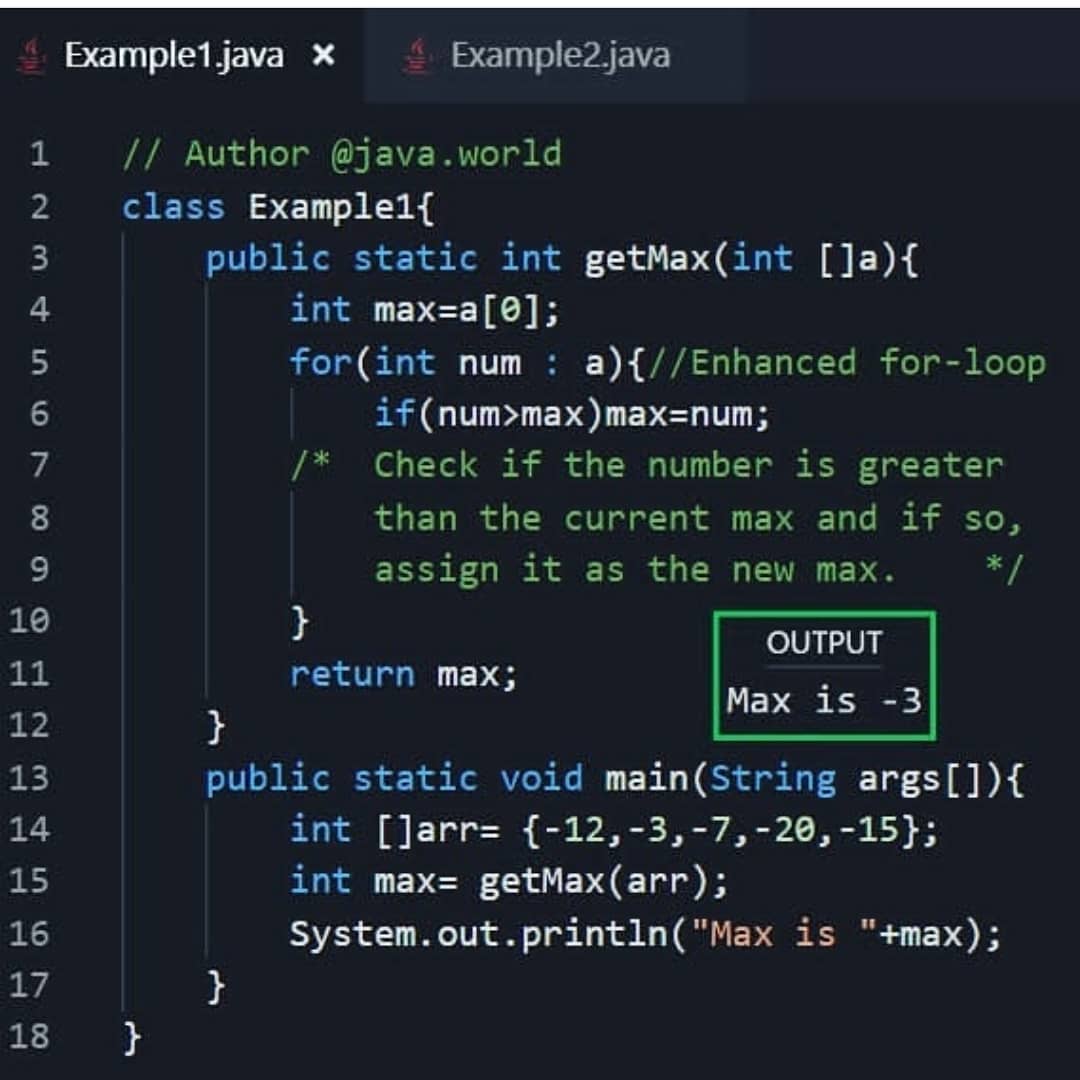 Example1.java × Example2.java
1 // Author @java.world
2 class Example1{
3     public static int getMax(int []a){
4         int max=a[0];
5         for(int num : a){//Enhanced for-loop
6             if(num>max)max=num;
7         /*  Check if the number is greater
8             than the current max and if so,
9             assign it as the new max.    */
10         }
OUTPUT
11         return max;
Max is -3
12     }
13     public static void main(String args[]){
14         int []arr= {-12,-3,-7,-20,-15};
15         int max= getMax(arr);
16         System.out.println("Max is "+max);
17     }
18 }